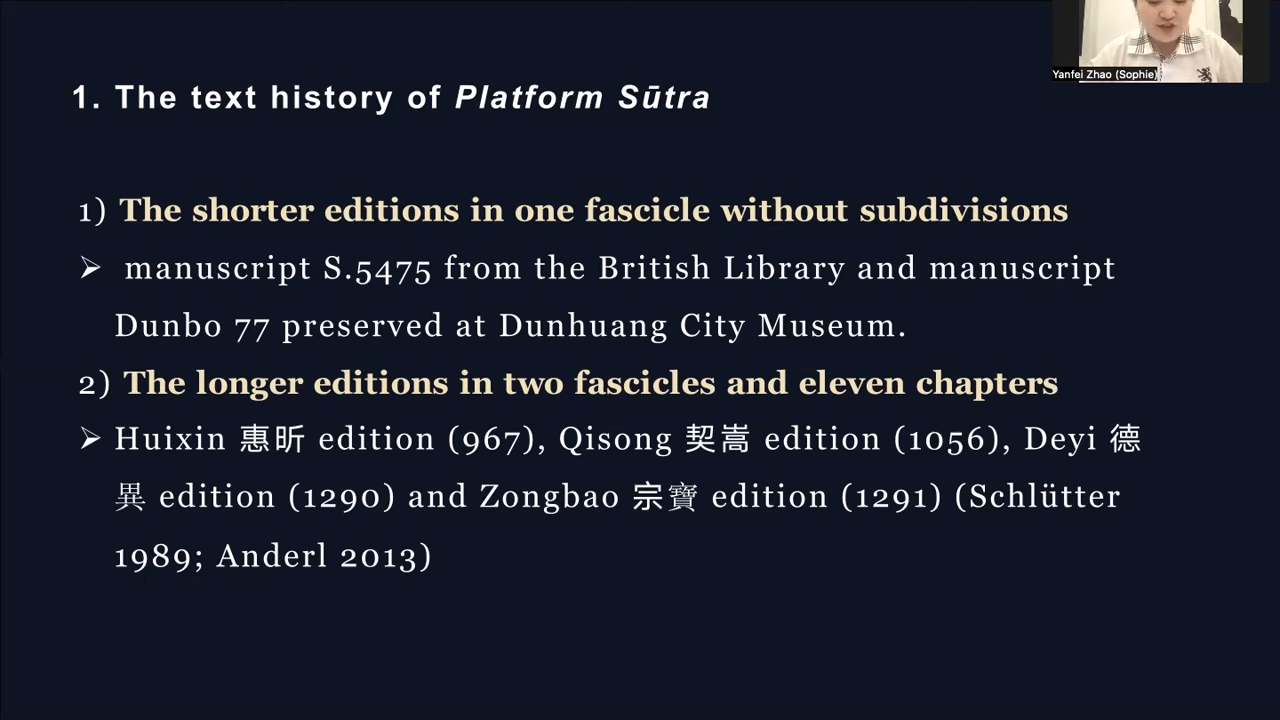 Yanfei Zhao (Sophie)
1. The text history of Platform Sūtra
1) The shorter editions in one fascicle without subdivisions
➢ manuscript S.5475 from the British Library and manuscript
Dunbo 77 preserved at Dunhuang City Museum.
2) The longer editions in two fascicles and eleven chapters
➢ Huixin 惠昕 edition (967), Qisong 契嵩 edition (1056), Deyi 德
異 edition (1290) and Zongbao 宗寶 edition (1291) (Schlütter
1989; Anderl 2013)